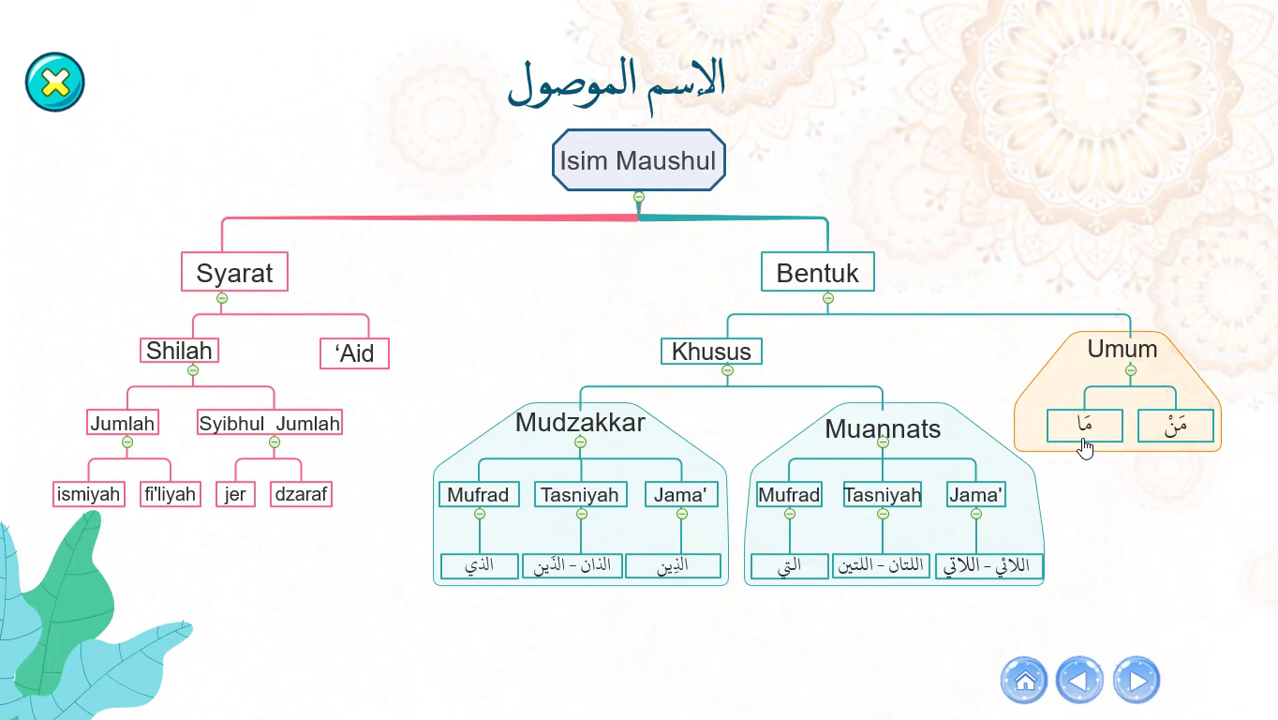 الإسم الموصول
Isim Maushul
Syarat
Bentuk
Shilah
‘Aid
Khusus
Umum
Jumlah
Syibhul Jumlah
Mudzakkar
Muannats
مَا
مَنْ
ismiyah
fi'liyah
jer
dzaraf
Mufrad
Tasniyah
Jama'
Mufrad
Tasniyah
Jama'
الذي
الذان - الذَين
الذِين
التي
اللتان - اللتين
اللائي - اللاتي